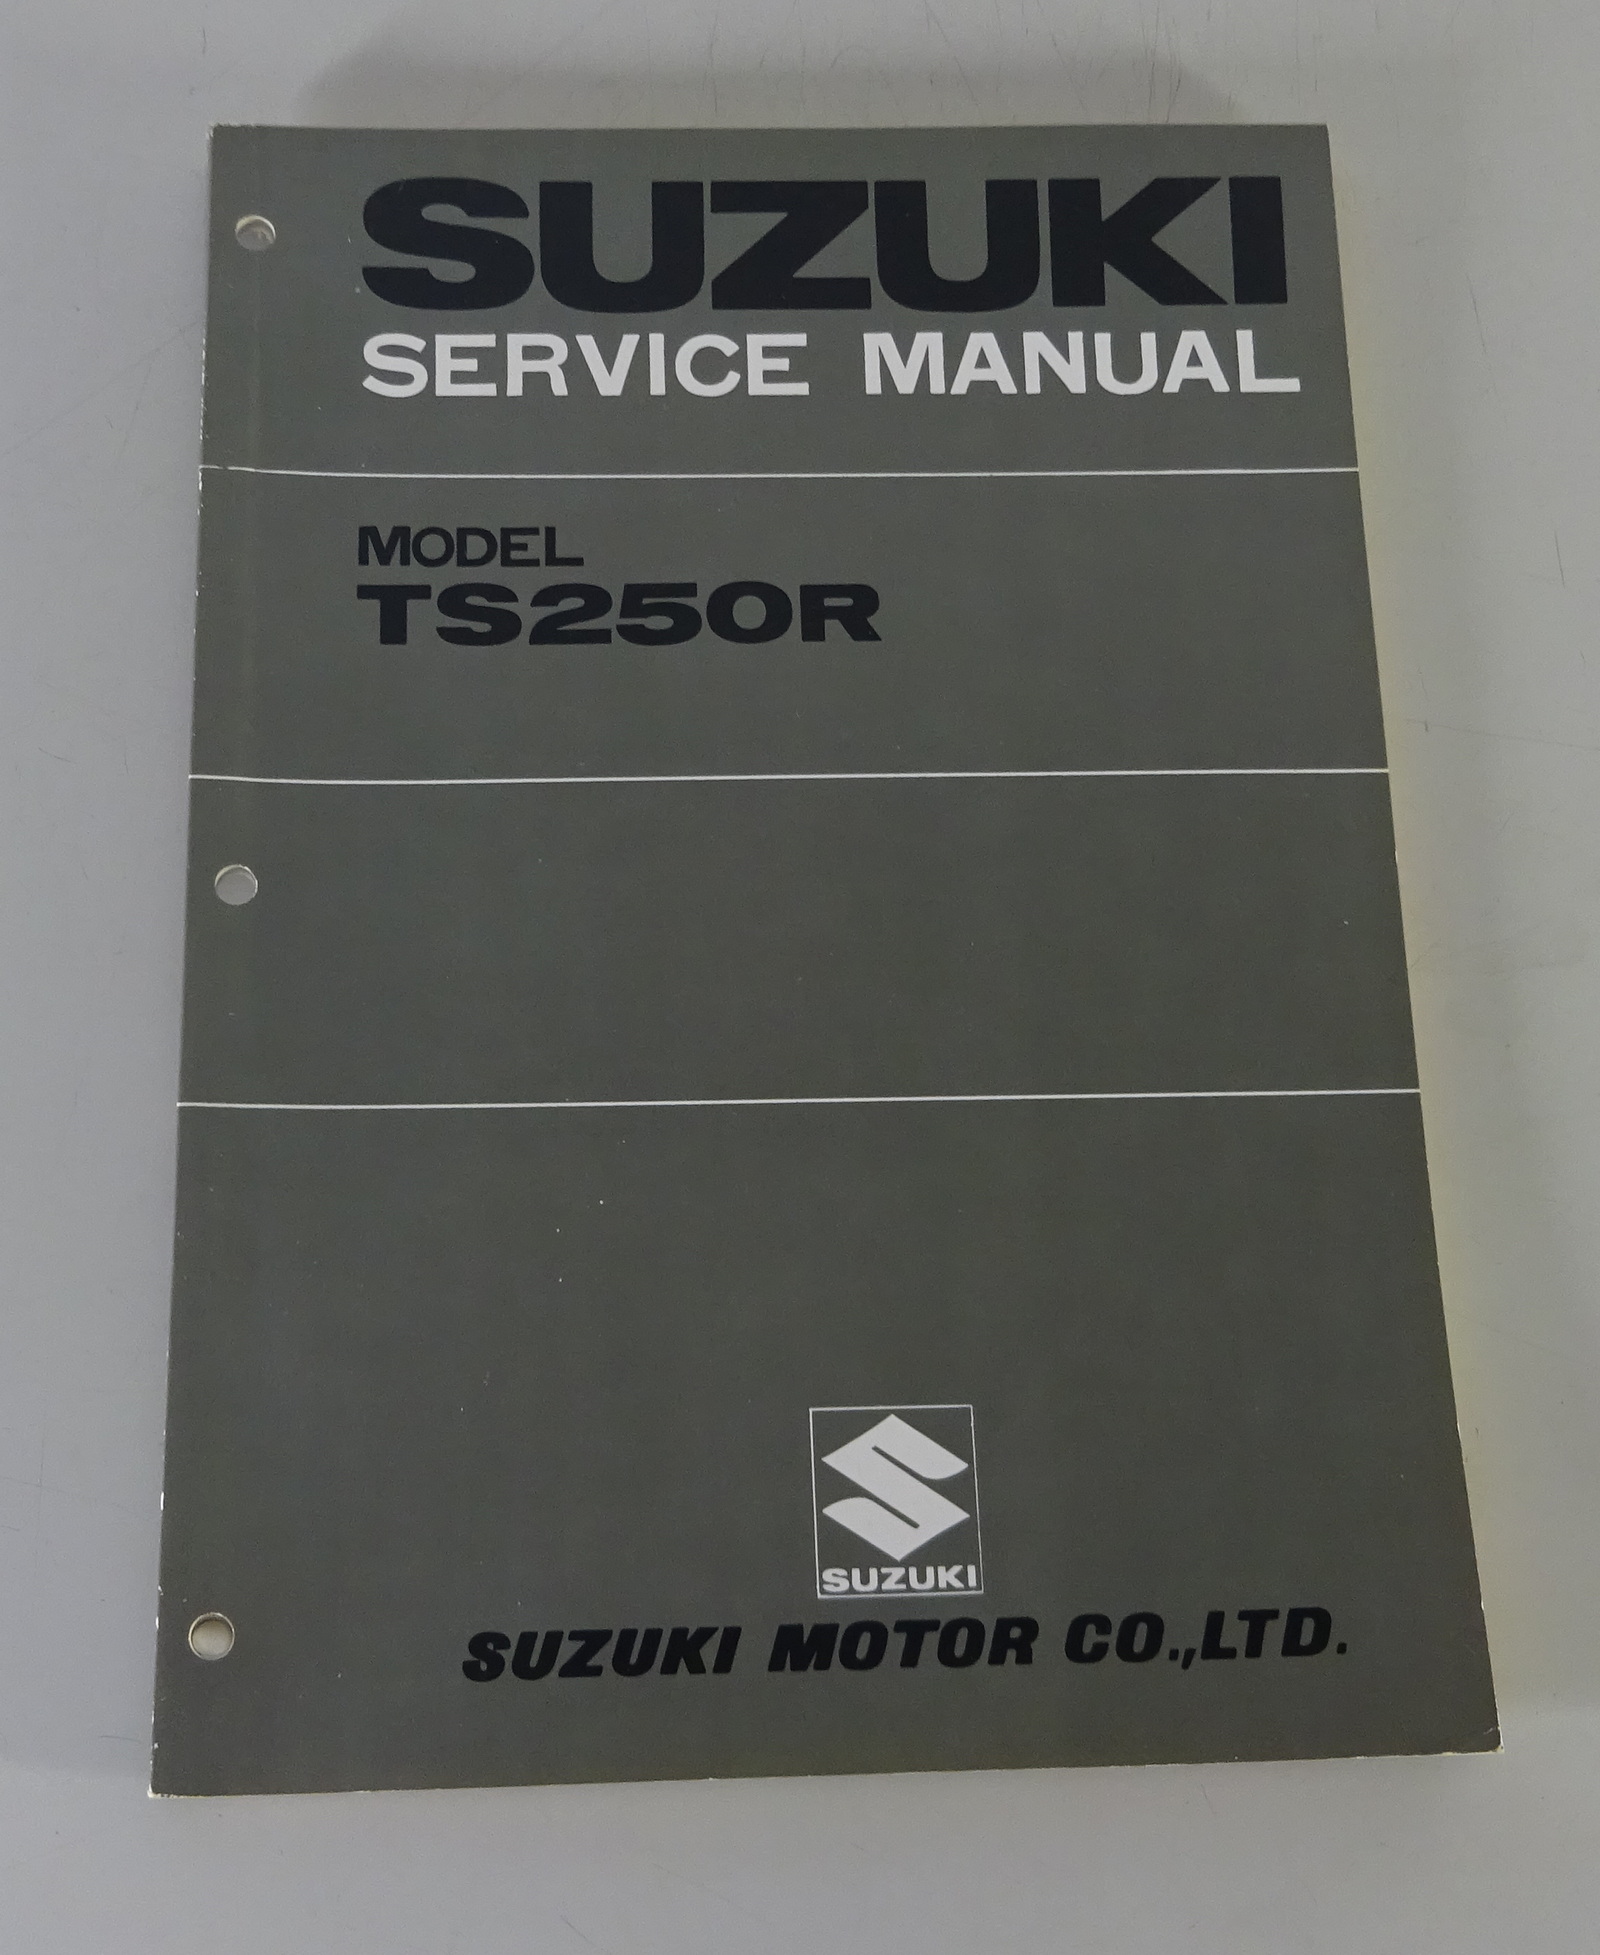 SUZUKI
SERVICE MANUAL
MODEL
TS250R
SUZUKI
SUZUKI MOTOR CO.,LTD.